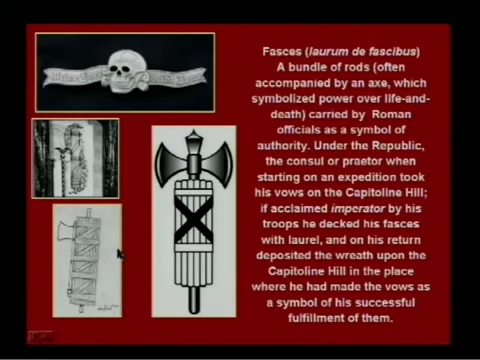 Fasces (laurum de fascibus)
A bundle of rods (often
accompanied by an axe, which
symbolized power over life-and-
death) carried by Roman
officials as a symbol of
authority. Under the Republic,
the consul or praetor when
starting on an expedition took
his vows on the Capitoline Hill;
if acclaimed imperator by his
troops he decked his fasces
with laurel, and on his return
deposited the wreath upon the
Capitoline Hill in the place
where he had made the vows as
a symbol of his successful
fulfillment of them.